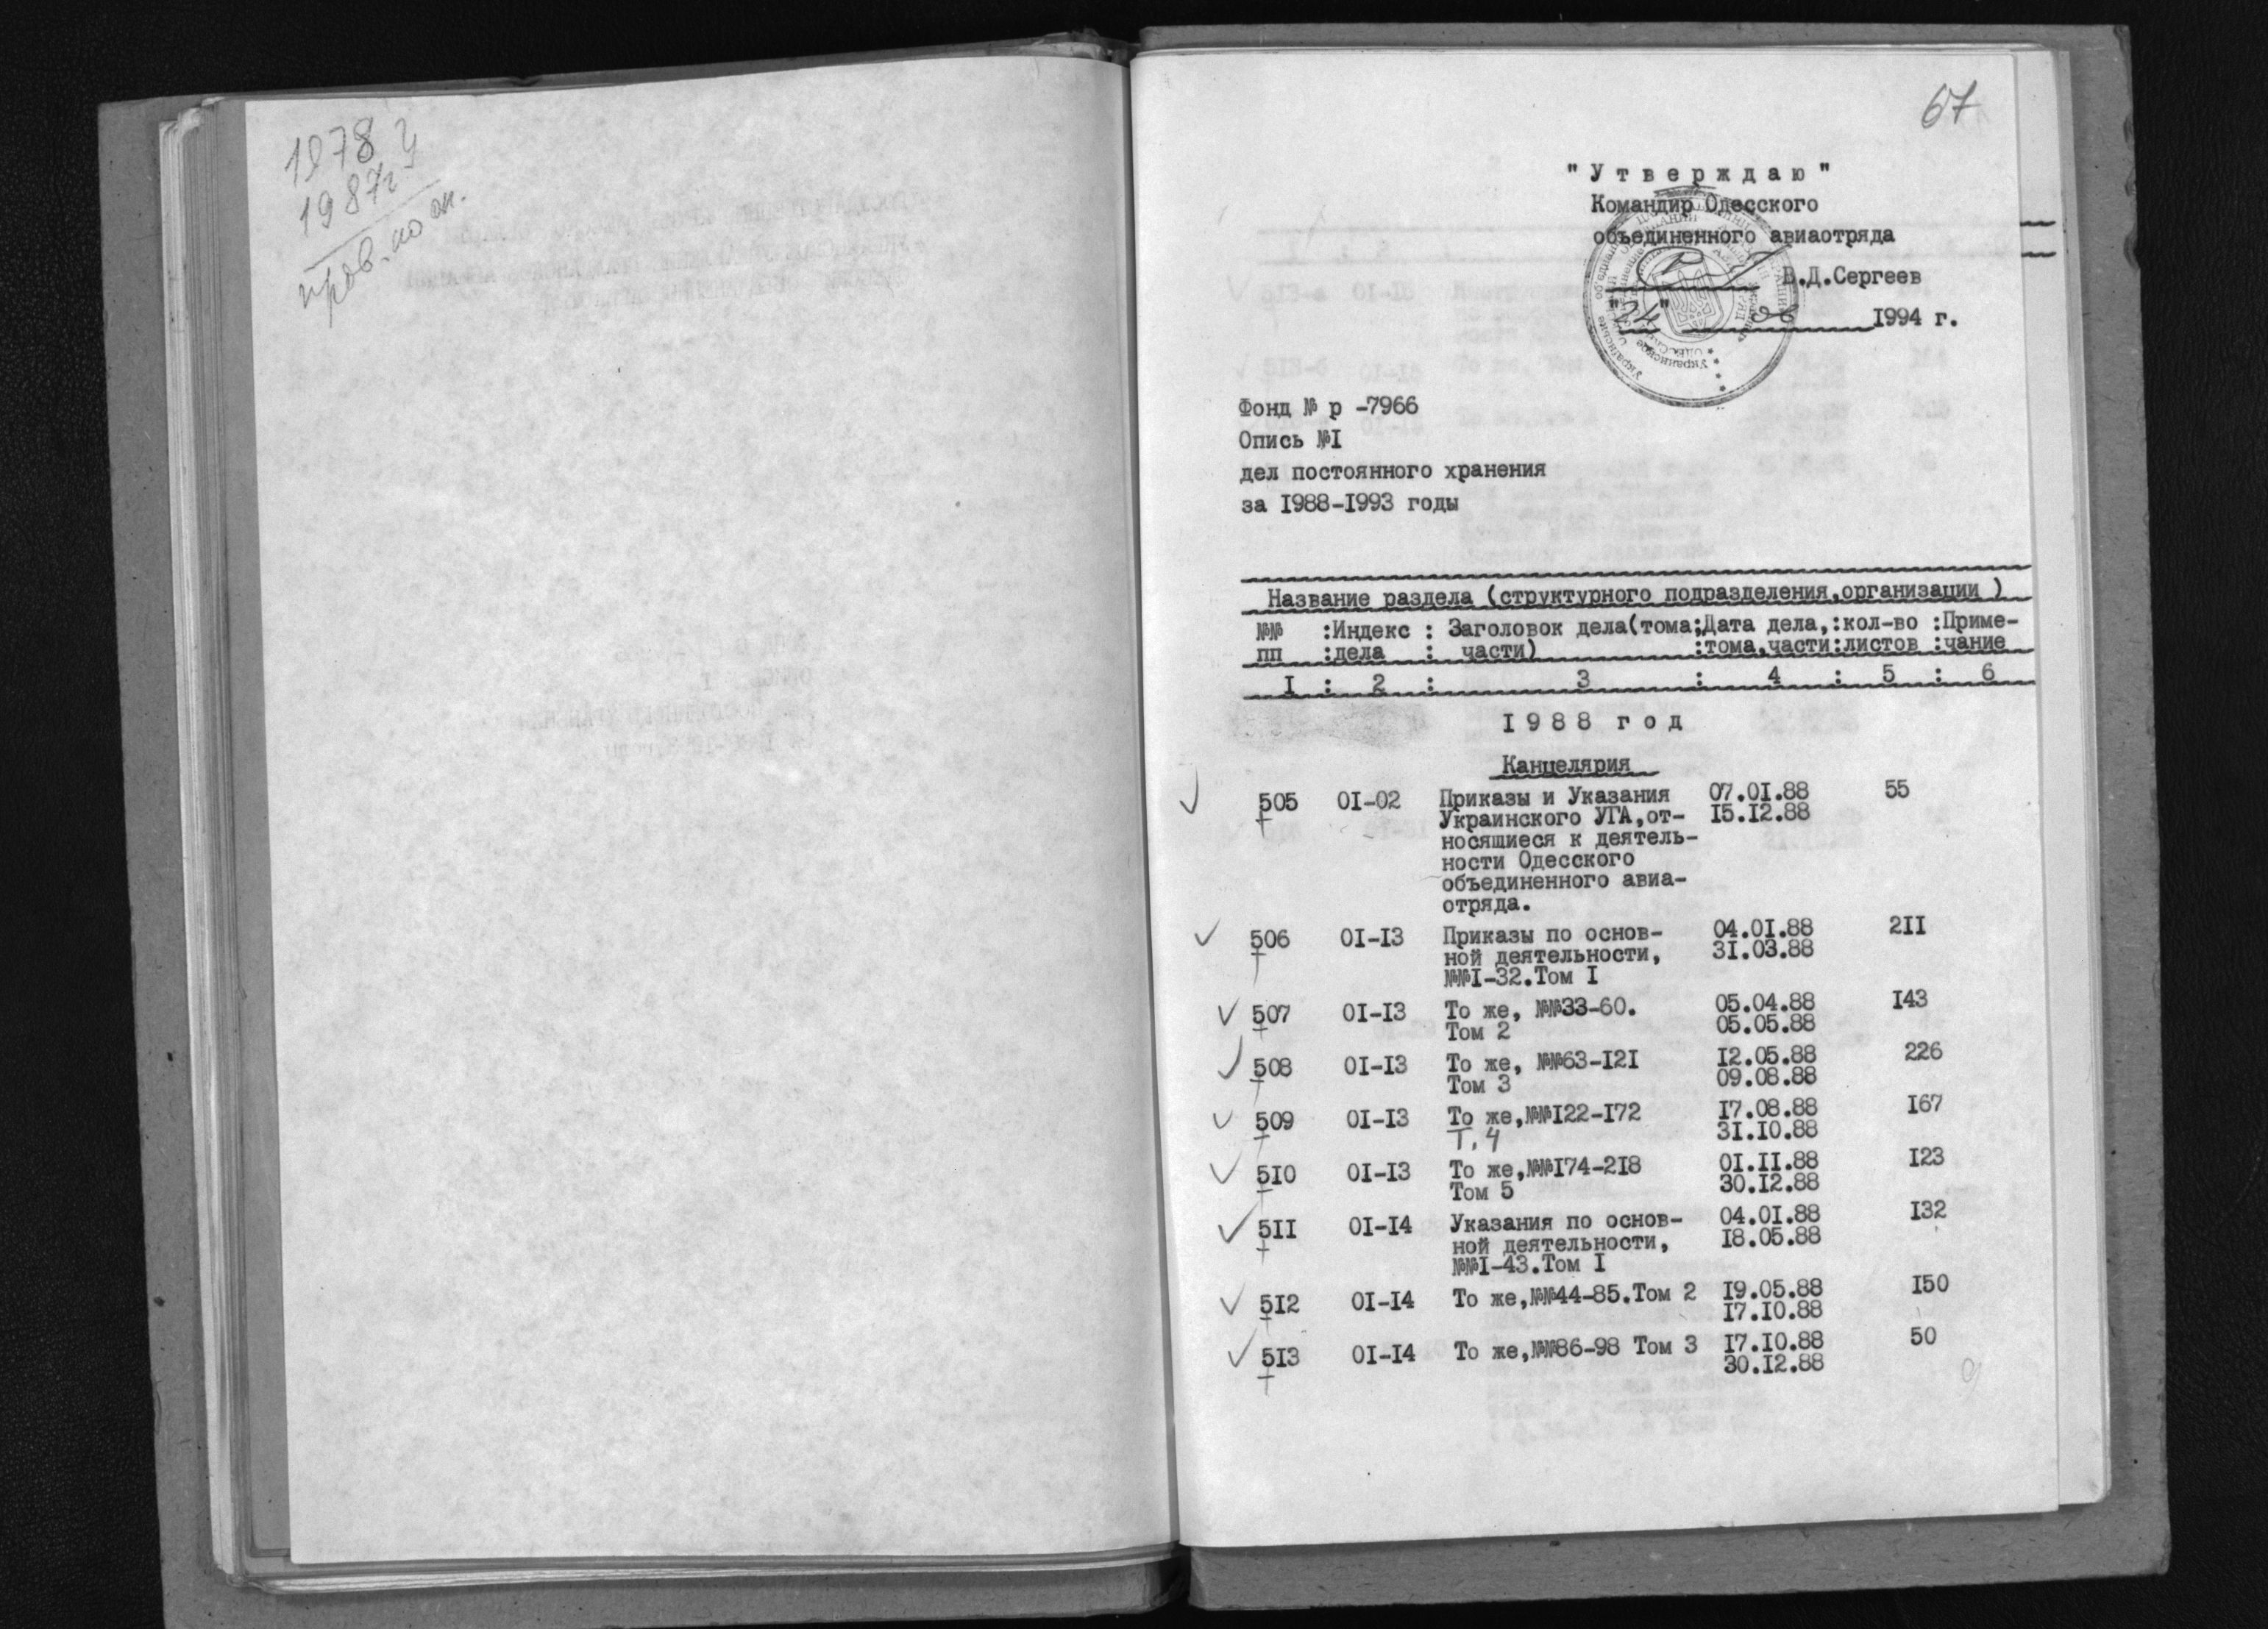 1978
1987г.
пров. по оп.
67
"Утверждаю"
Командир Одесского
объединенного авиаотряда
В.Д.Сергеев
"04" 06 1994 г.
Фонд № р -7966
Опись №I
дел постоянного хранения
за I988-I993 годы
Название раздела (структурного подразделения,организации )
№№ :Индекс : Заголовок дела(тома;Дата дела,:кол-во :Приме-
пп :дела : части) :тома,части:листов :чание
I : 2 : 3 : 4 : 5 : 6
I988 год
Канцелярия
505 0I-02 Приказы и Указания 07.0I.88 55
Украинского УГА,от- I5.I2.88
носящиеся к деятель-
ности Одесского
объединенного авиа-
отряда.
506 0I-I3 Приказы по основ- 04.0I.88 2II
ной деятельности, 3I.03.88
№№I-32.Том I
507 0I-I3 То же, №№33-60. 05.04.88 I43
Том 2 05.05.88
508 0I-I3 То же, №№63-I2I I2.05.88 226
Том 3 09.08.88
509 0I-I3 То же,№№I22-I72 I7.08.88 I67
Т. 4 3I.I0.88
5I0 0I-I3 То же,№№I74-2I8 0I.II.88 I23
Том 5 30.I2.88
5II 0I-I4 Указания по основ- 04.0I.88 I32
ной деятельности, I8.05.88
№№I-43.Том I
5I2 0I-I4 То же,№№44-85.Том 2 I9.05.88 I50
I7.I0.88
5I3 0I-I4 То же,№№86-98 Том 3 I7.I0.88 50
30.I2.88
9